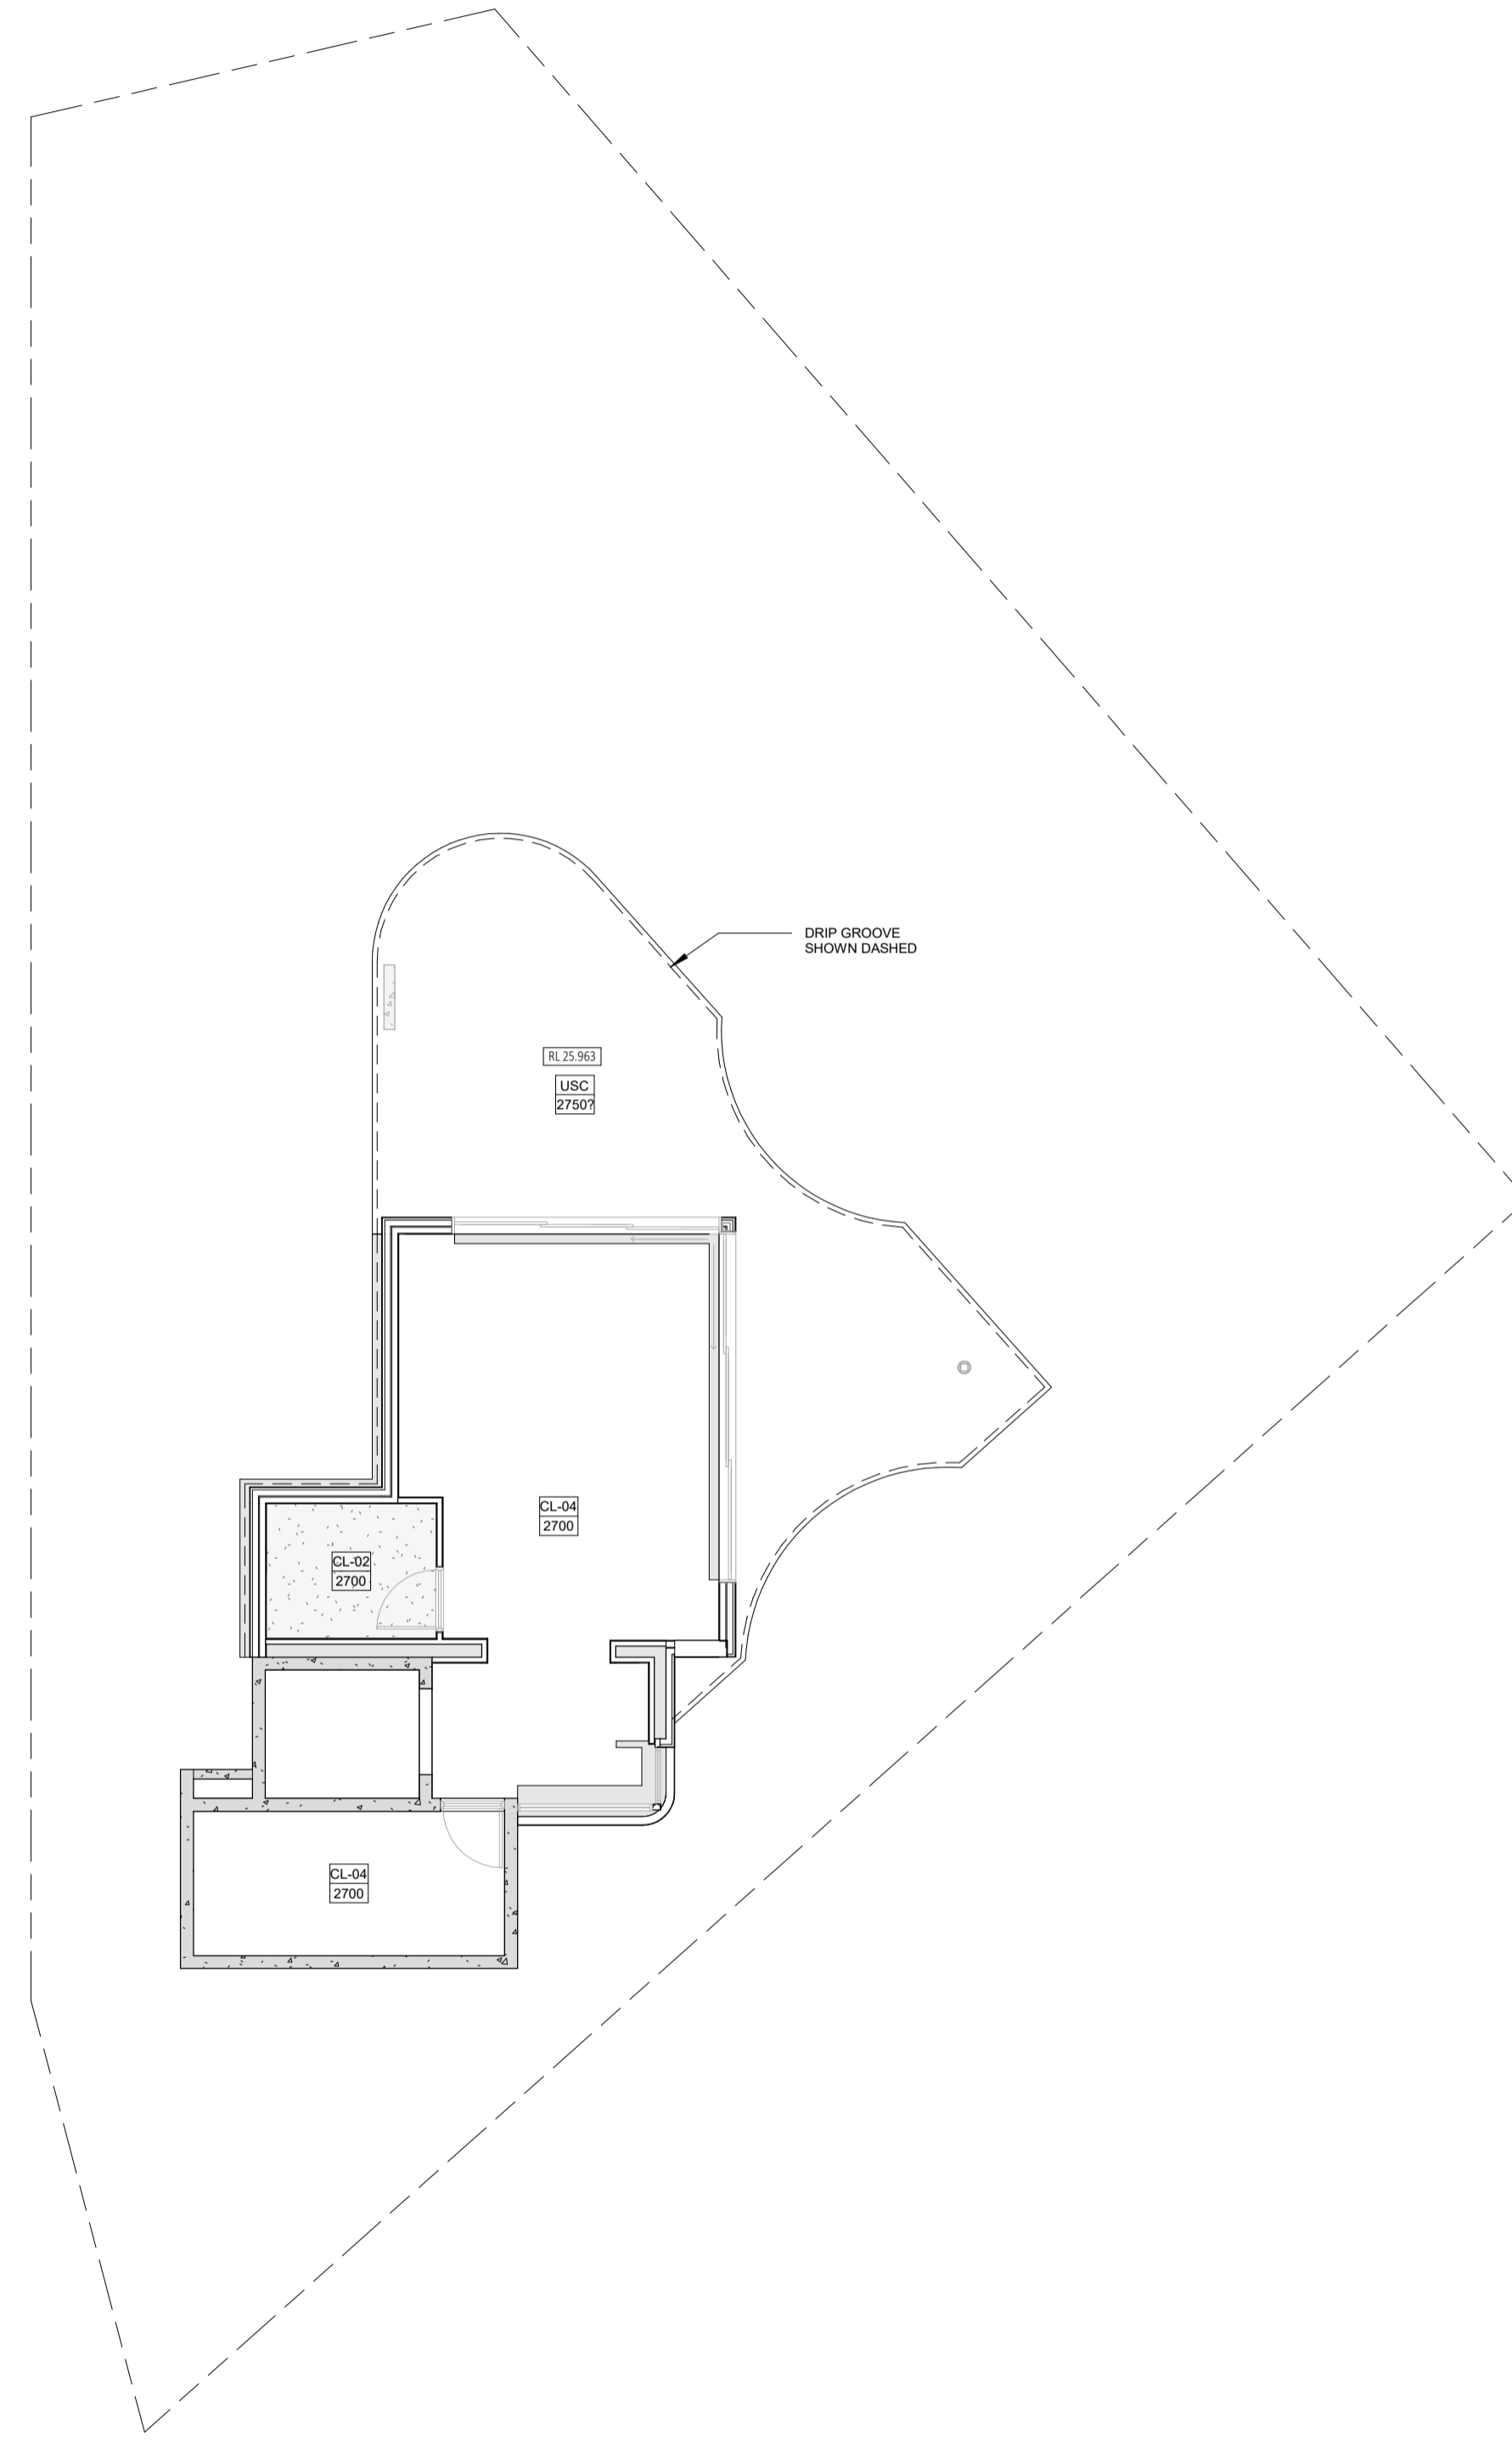 DRIP GROOVE
SHOWN DASHED
RL 25.963
USC
2750?
CL-04
2700
CL-02
2700
CL-04
2700